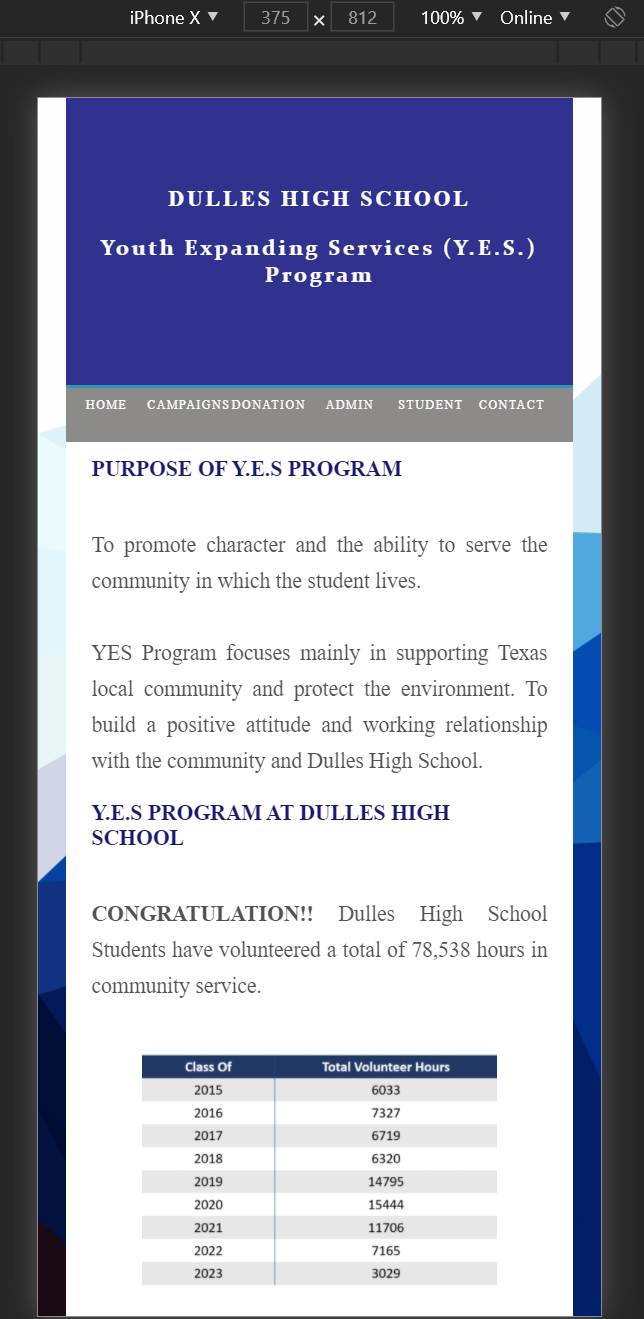 iPhone X ▼ 375 × 812 100% ▼ Online ▼
DULLES HIGH SCHOOL
Youth Expanding Services (Y.E.S.)
Program
HOME CAMPAIGNS DONATION ADMIN STUDENT CONTACT
PURPOSE OF Y.E.S PROGRAM
To promote character and the ability to serve the
community in which the student lives.
YES Program focuses mainly in supporting Texas
local community and protect the environment. To
build a positive attitude and working relationship
with the community and Dulles High School.
Y.E.S PROGRAM AT DULLES HIGH
SCHOOL
CONGRATULATION!! Dulles High School
Students have volunteered a total of 78,538 hours in
community service.
Class Of Total Volunteer Hours
2015 6033
2016 7327
2017 6719
2018 6320
2019 14795
2020 15444
2021 11706
2022 7165
2023 3029